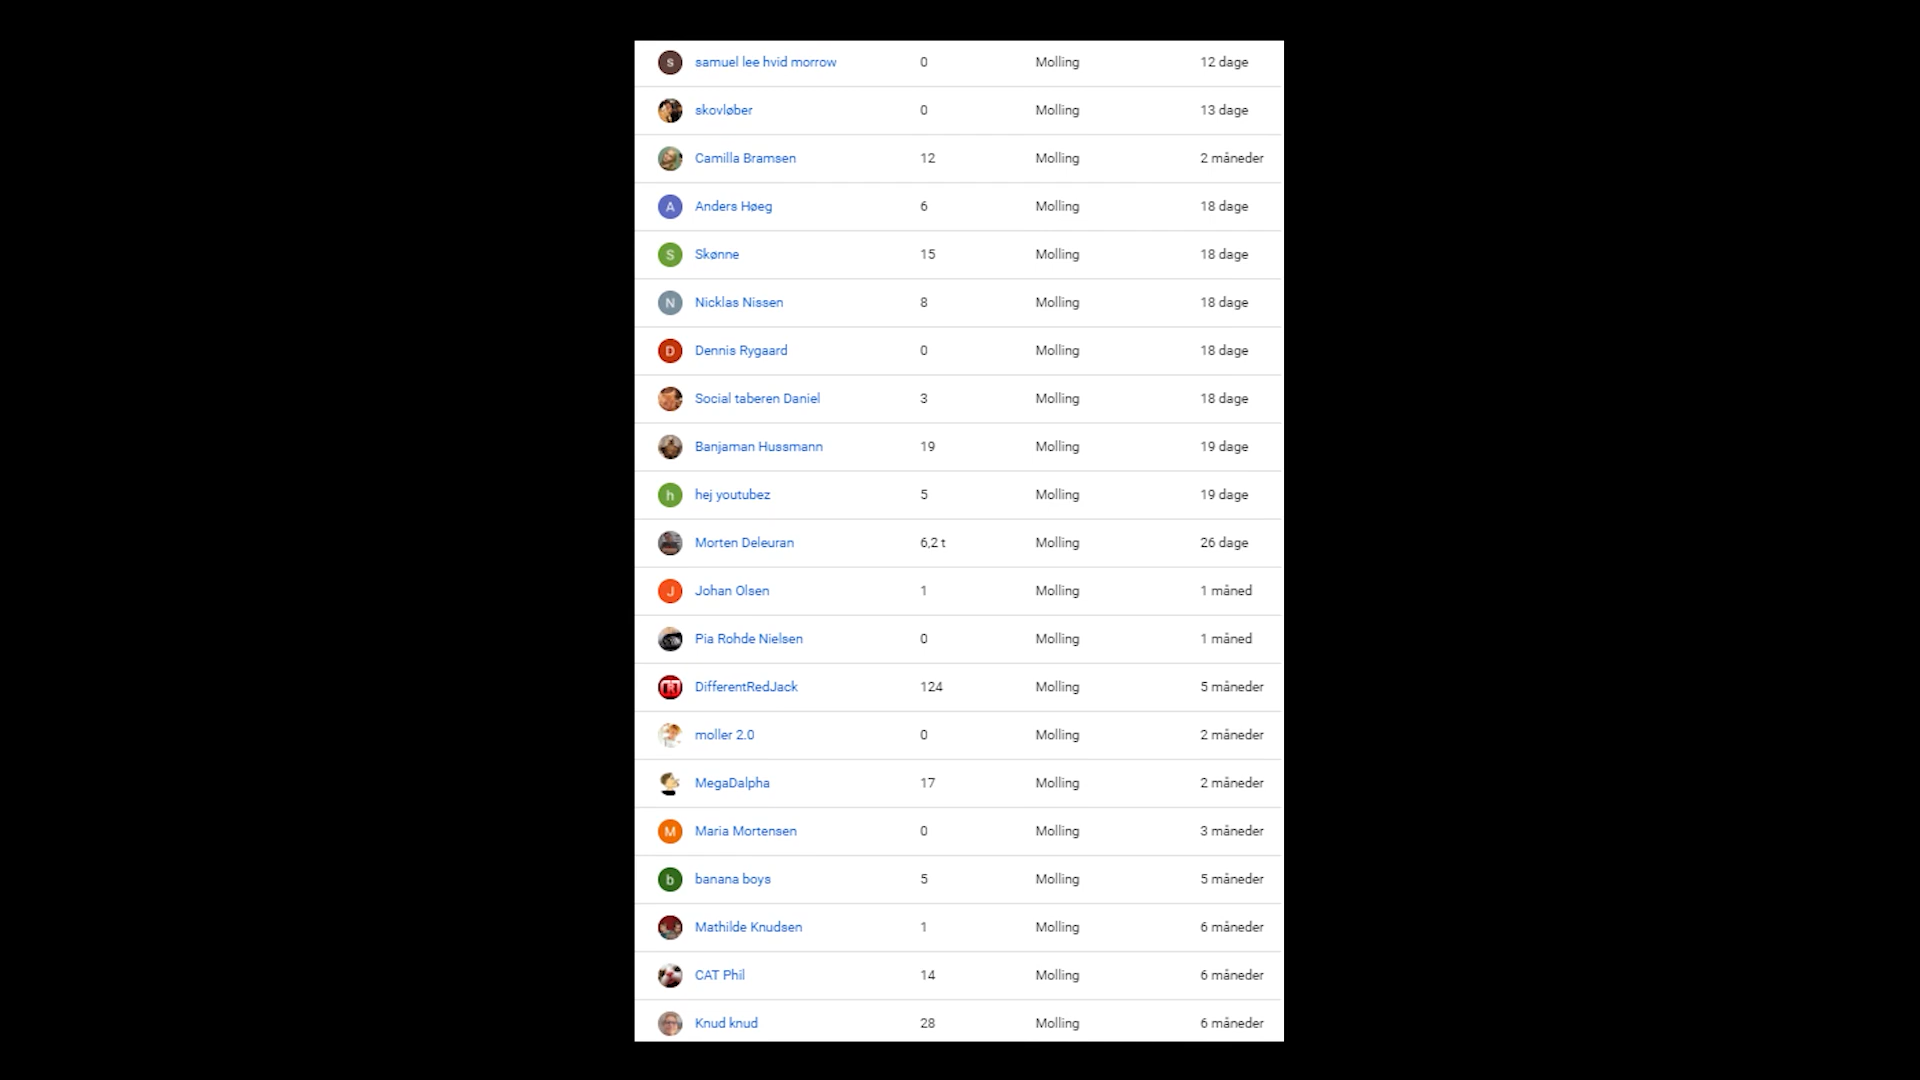 s samuel lee hvid morrow 0 Molling 12 dage
skovløber 0 Molling 13 dage
Camilla Bramsen 12 Molling 2 måneder
A Anders Høeg 6 Molling 18 dage
S Skønne 15 Molling 18 dage
N Nicklas Nissen 8 Molling 18 dage
D Dennis Rygaard 0 Molling 18 dage
Social taberen Daniel 3 Molling 18 dage
Banjaman Hussmann 19 Molling 19 dage
h hej youtubez 5 Molling 19 dage
Morten Deleuran 6,2 t Molling 26 dage
J Johan Olsen 1 Molling 1 måned
Pia Rohde Nielsen 0 Molling 1 måned
DifferentRedJack 124 Molling 5 måneder
moller 2.0 0 Molling 2 måneder
MegaDalpha 17 Molling 2 måneder
M Maria Mortensen 0 Molling 3 måneder
b banana boys 5 Molling 5 måneder
Mathilde Knudsen 1 Molling 6 måneder
CAT Phil 14 Molling 6 måneder
Knud knud 28 Molling 6 måneder